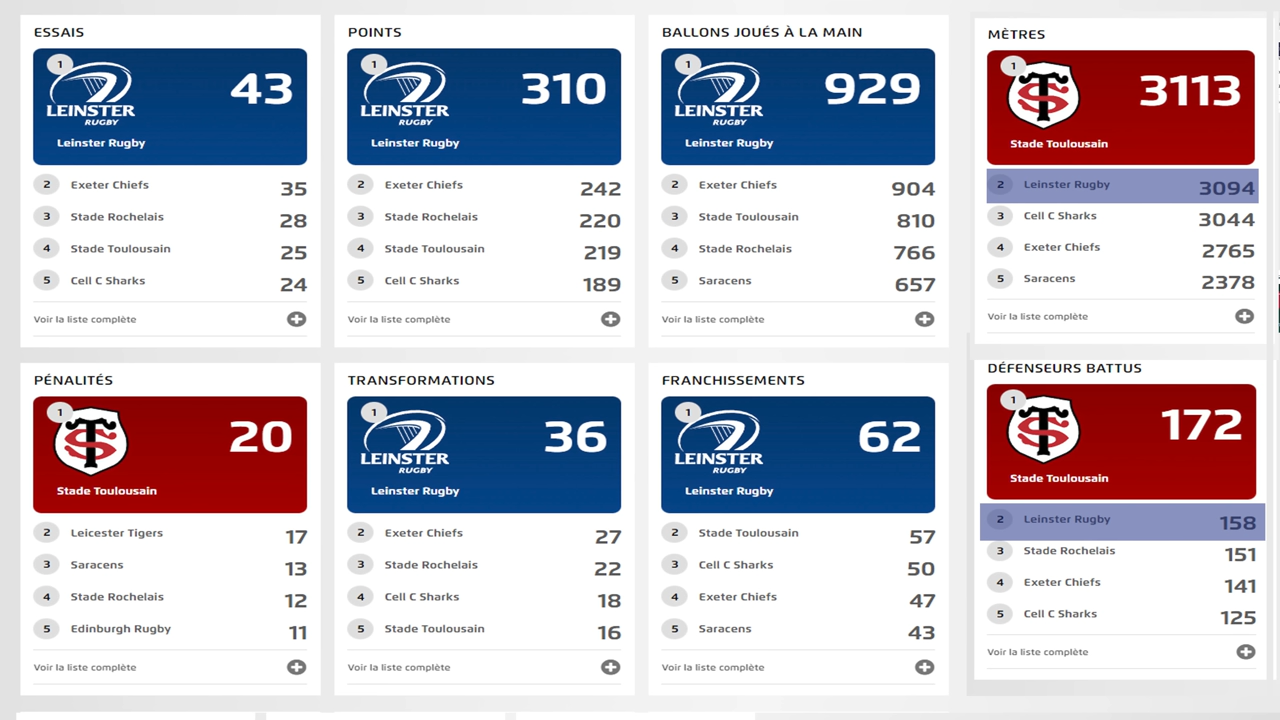 ESSAIS
1
LEINSTER
RUGBY
43
Leinster Rugby
2 Exeter Chiefs 35
3 Stade Rochelais 28
4 Stade Toulousain 25
5 Cell C Sharks 24
Voir la liste complète
POINTS
1
LEINSTER
RUGBY
310
Leinster Rugby
2 Exeter Chiefs 242
3 Stade Rochelais 220
4 Stade Toulousain 219
5 Cell C Sharks 189
Voir la liste complète
BALLONS JOUÉS À LA MAIN
1
LEINSTER
RUGBY
929
Leinster Rugby
2 Exeter Chiefs 904
3 Stade Toulousain 810
4 Stade Rochelais 766
5 Saracens 657
Voir la liste complète
MÈTRES
1
ST
3113
Stade Toulousain
2 Leinster Rugby 3094
3 Cell C Sharks 3044
4 Exeter Chiefs 2765
5 Saracens 2378
Voir la liste complète
PÉNALITÉS
1
ST
20
Stade Toulousain
2 Leicester Tigers 17
3 Saracens 13
4 Stade Rochelais 12
5 Edinburgh Rugby 11
Voir la liste complète
TRANSFORMATIONS
1
LEINSTER
RUGBY
36
Leinster Rugby
2 Exeter Chiefs 27
3 Stade Rochelais 22
4 Cell C Sharks 18
5 Stade Toulousain 16
Voir la liste complète
FRANCHISSEMENTS
1
LEINSTER
RUGBY
62
Leinster Rugby
2 Stade Toulousain 57
3 Cell C Sharks 50
4 Exeter Chiefs 47
5 Saracens 43
Voir la liste complète
DÉFENSEURS BATTUS
1
ST
172
Stade Toulousain
2 Leinster Rugby 158
3 Stade Rochelais 151
4 Exeter Chiefs 141
5 Cell C Sharks 125
Voir la liste complète